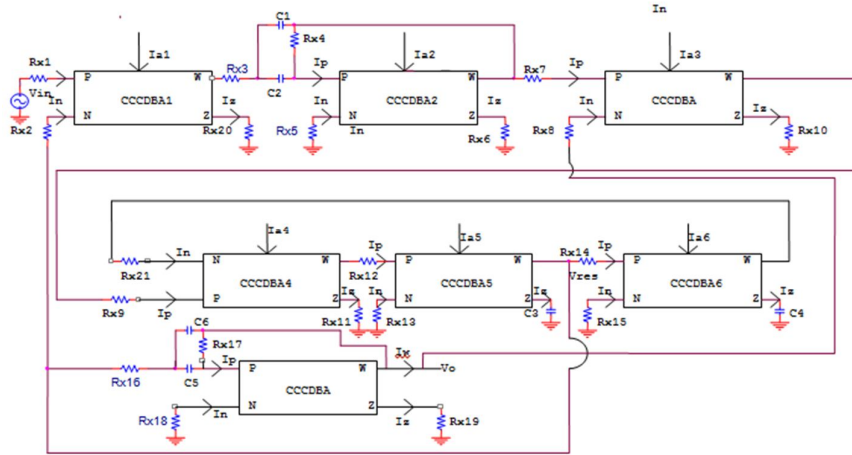 In
C1
Rx1
Ia1
Rx3
Rx4
Ia2
Rx7
Ia3
Vin
P
W
C2
Ip
P
W
Ip
P
W
In
CCCDBA1
In
CCCDBA2
Iz
In
CCCDBA
Iz
Rx2
N
Z
Iz
Rx20
Rx5
In
N
Z
Rx6
Rx8
N
Z
Rx10
Ia4
Ia5
Ia6
In
N
W
Ip
P
W
Rx14
Ip
P
W
Rx21
CCCDBA4
Rx12
CCCDBA5
Vres
CCCDBA6
Rx9
Ip
P
Z
Iz
Rx11
In
N
Z
Iz
In
N
Z
Iz
Rx13
C3
Rx15
C4
C6
Rx17
Ip
P
W
Ix
Vo
Rx16
C5
CCCDBA
Rx18
In
N
Z
Iz
Rx19